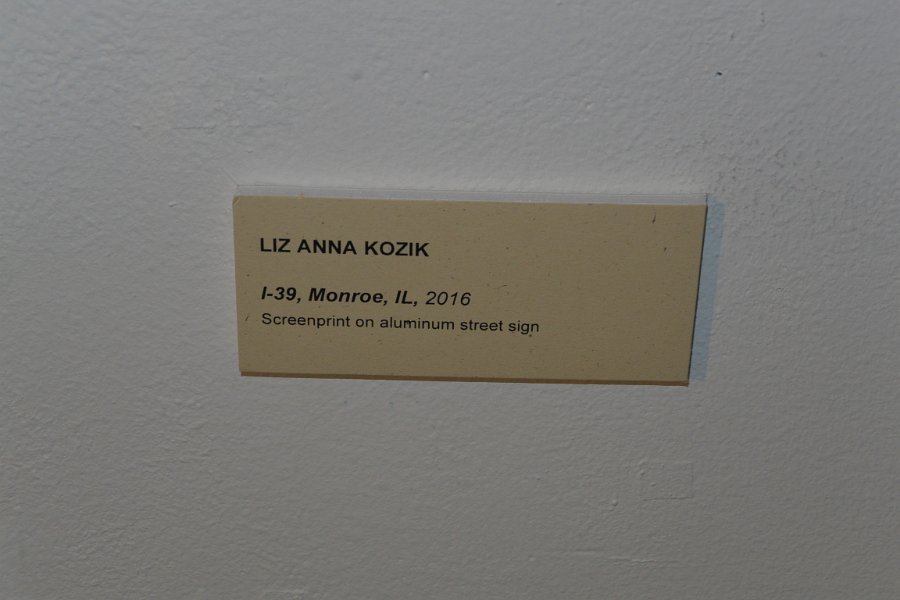 LIZ ANNA KOZIK
I-39, Monroe, IL, 2016
Screenprint on aluminum street sign